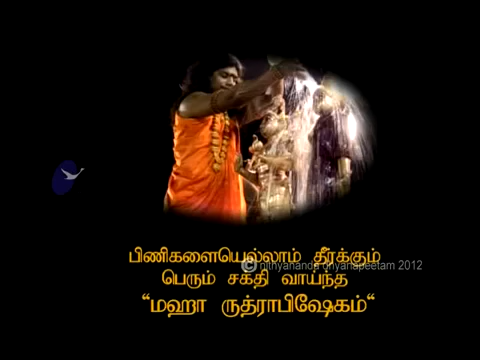 பிணிகளையெல்லாம் தீர்க்கும்
© nithyananda dhyanapeetam 2012
பெரும் சக்தி வாய்ந்த
“மஹா ருத்ராபிஷேகம்“